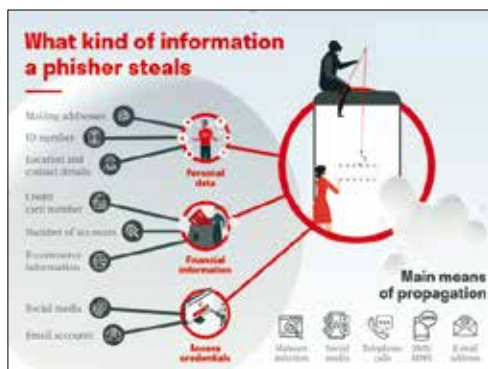 What kind of information
a phisher steals
Mailing addresses
ID number
Location and
contact details
Personal
data
Credit
card number
Number of accounts
E-commerce
information
Financial
information
Social media
Email accounts
Access
credentials
Main means
of propagation
Malware
infection
Social
media
Telephone
calls
SMS/
MMS
E-mail
address